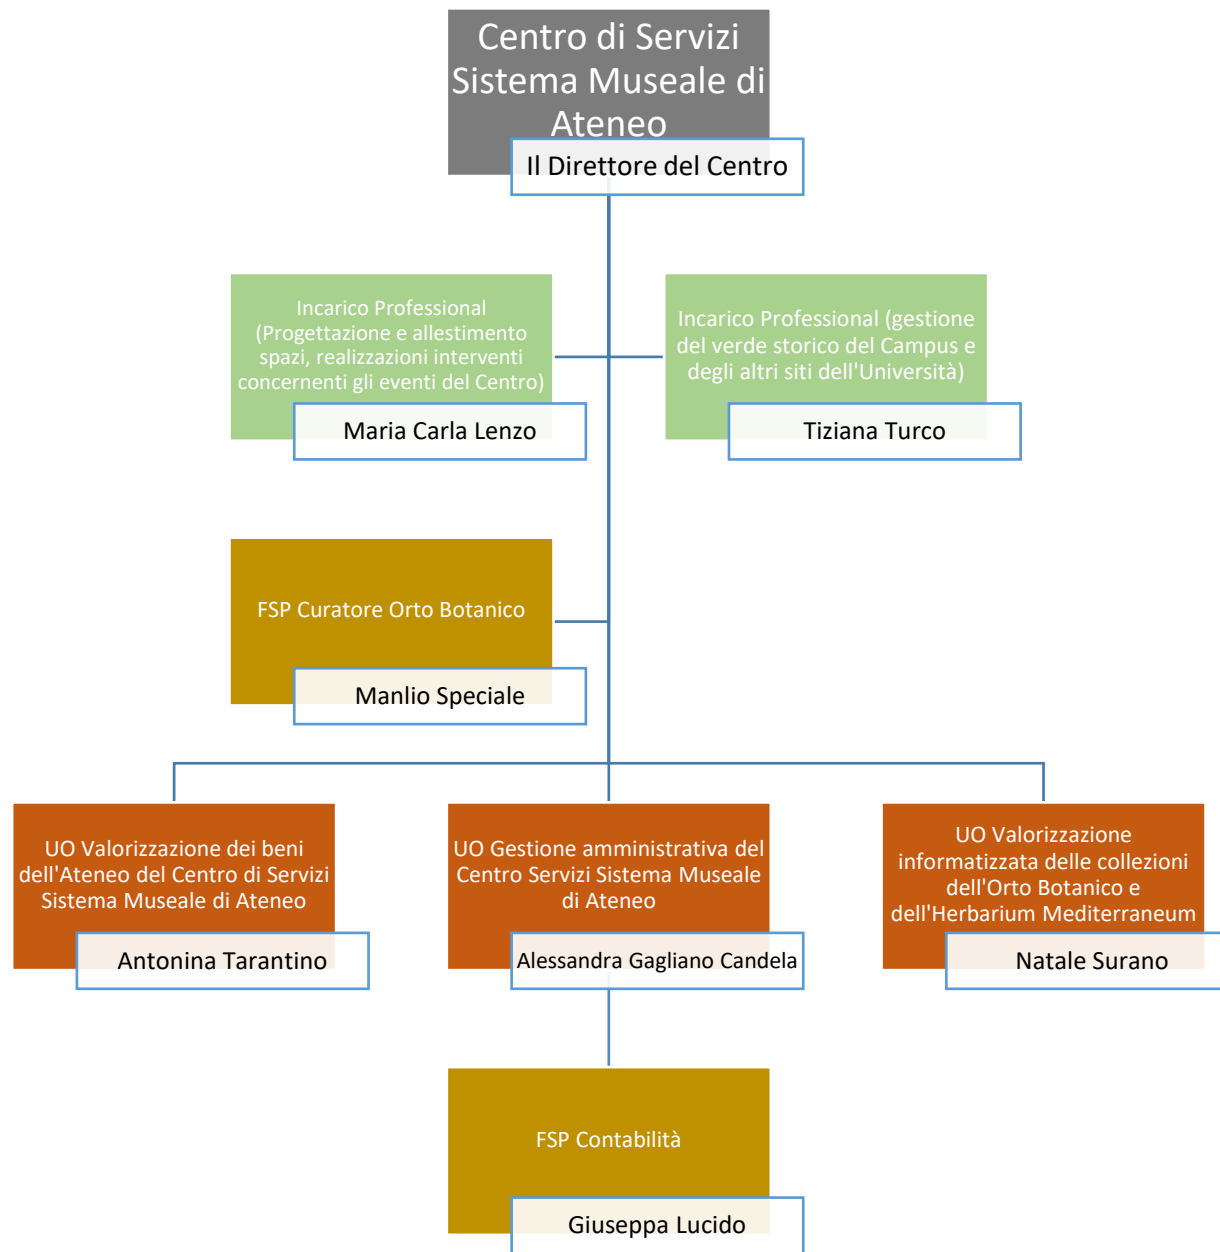 Centro di Servizi
Sistema Museale di
Ateneo
Il Direttore del Centro
Incarico Professional
(Progettazione e allestimento
spazi, realizzazioni interventi
concernenti gli eventi del Centro)
Maria Carla Lenzo
Incarico Professional (gestione
del verde storico del Campus e
degli altri siti dell'Università)
Tiziana Turco
FSP Curatore Orto Botanico
Manlio Speciale
UO Valorizzazione dei beni
dell'Ateneo del Centro di Servizi
Sistema Museale di Ateneo
Antonina Tarantino
UO Gestione amministrativa del
Centro Servizi Sistema Museale
di Ateneo
Alessandra Gagliano Candela
UO Valorizzazione
informatizzata delle collezioni
dell'Orto Botanico e
dell'Herbarium Mediterraneum
Natale Surano
FSP Contabilità
Giuseppa Lucido